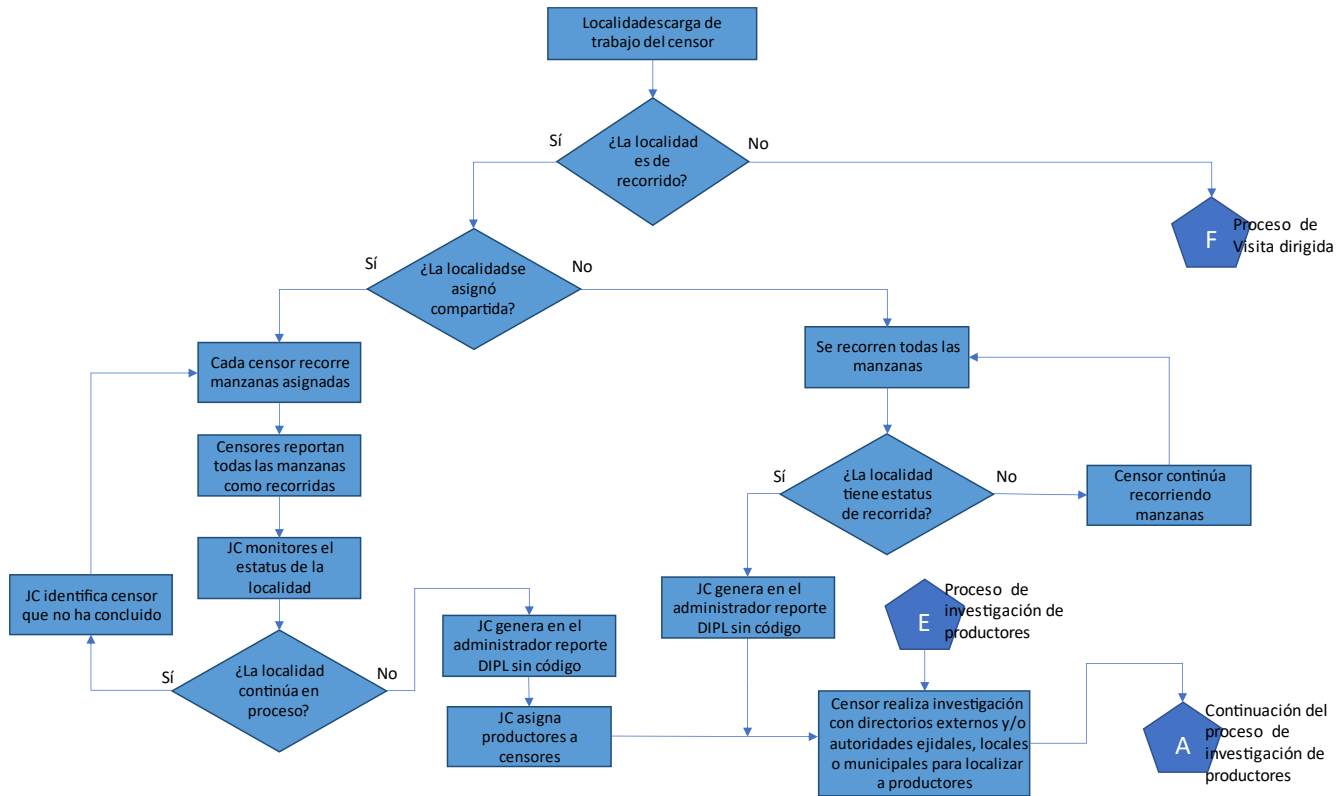 Localidadescarga de
trabajo del censor
¿La localidad
es de
recorrido?
Sí
No
F
Proceso de
Visita dirigida
¿La localidad se
asignó
compartida?
Sí
No
Cada censor recorre
manzanas asignadas
Se recorren todas las
manzanas
Censores reportan
todas las manzanas
como recorridas
¿La localidad
tiene estatus
de recorrida?
Sí
No
Censor continúa
recorriendo
manzanas
JC monitores el
estatus de la
localidad
JC identifica censor
que no ha concluido
JC genera en el
administrador reporte
DIPL sin código
JC genera en el
administrador reporte
DIPL sin código
E
Proceso de
investigación de
productores
¿La localidad
continúa en
proceso?
Sí
No
JC asigna
productores a
censores
Censor realiza investigación
con directorios externos y/o
autoridades ejidales, locales
o municipales para localizar
a productores
A
Continuación del
proceso de
investigación de
productores